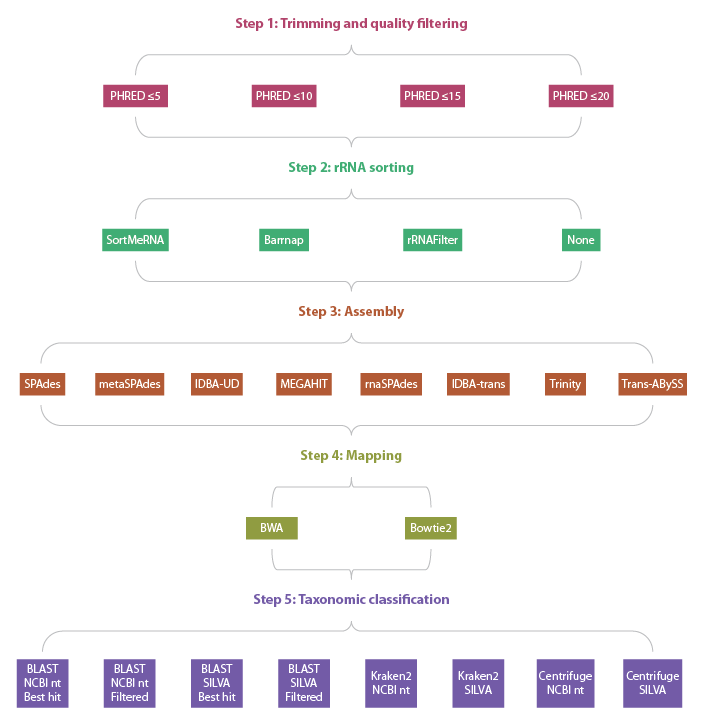 Step 1: Trimming and quality filtering
PHRED ≤5
PHRED ≤10
PHRED ≤15
PHRED ≤20
Step 2: rRNA sorting
SortMeRNA
Barrnap
rRNAFilter
None
Step 3: Assembly
SPAdes
metaSPAdes
IDBA-UD
MEGAHIT
rnaSPAdes
IDBA-trans
Trinity
Trans-ABySS
Step 4: Mapping
BWA
Bowtie2
Step 5: Taxonomic classification
BLAST
NCBI nt
Best hit
BLAST
NCBI nt
Filtered
BLAST
SILVA
Best hit
BLAST
SILVA
Filtered
Kraken2
NCBI nt
Kraken2
SILVA
Centrifuge
NCBI nt
Centrifuge
SILVA